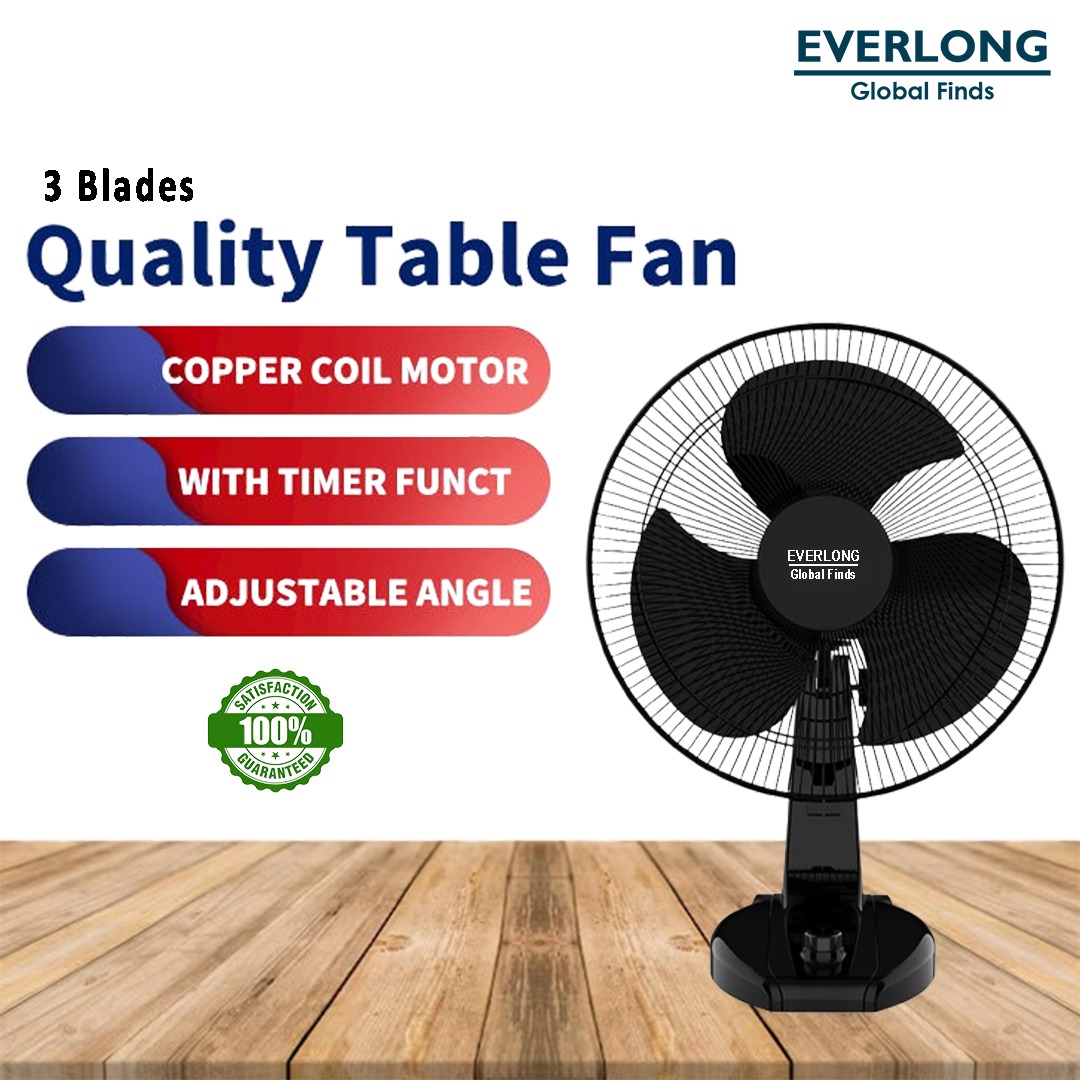 EVERLONG
Global Finds
3 Blades
Quality Table Fan
COPPER COIL MOTOR
WITH TIMER FUNCT
ADJUSTABLE ANGLE
EVERLONG
Global Finds
SATISFACTION
100%
GUARANTEED